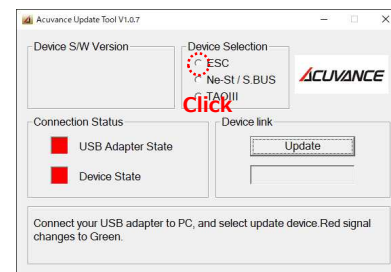 Acuvance Update Tool V1.0.7
Device S/W Version
Device Selection
ESC
Ne-St / S.BUS
TAOIII
Click
ACUVANCE
Connection Status
USB Adapter State
Device State
Device link
Update
Connect your USB adapter to PC, and select update device.Red signal
changes to Green.